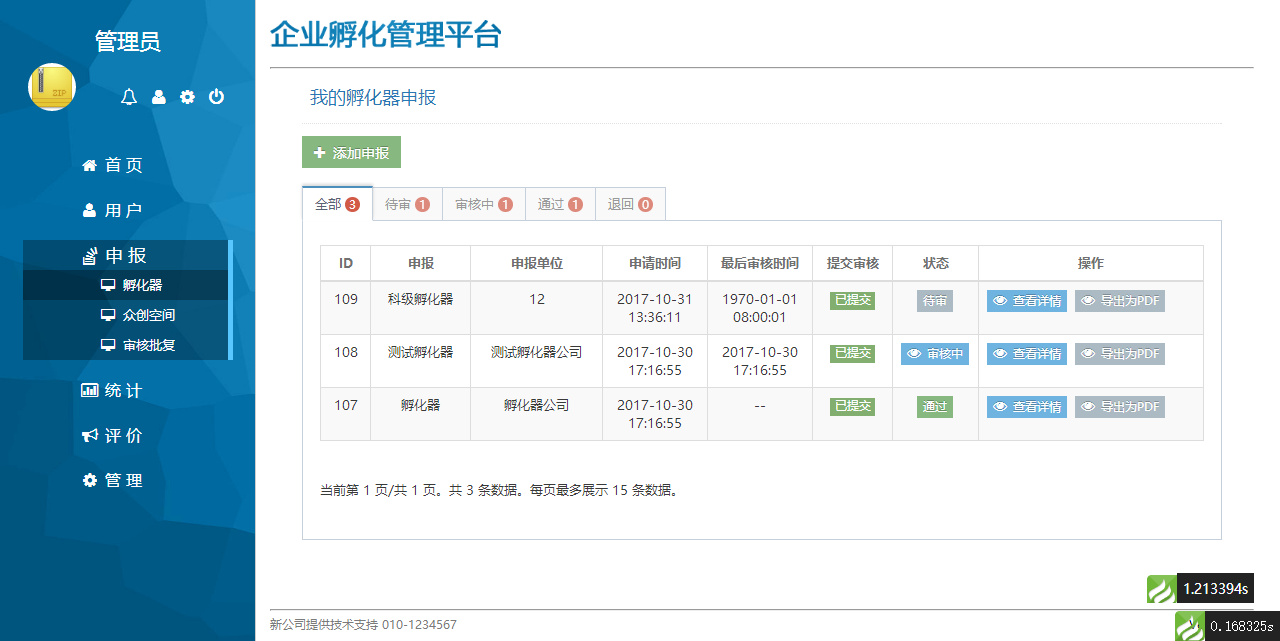 管理员
ZIP
首 页
用 户
申 报
孵化器
众创空间
审核批复
统 计
评 价
管 理
企业孵化管理平台
我的孵化器申报
添加申报
全部 3 待审 1 审核中 1 通过 1 退回 0
ID 申报 申报单位 申请时间 最后审核时间 提交审核 状态 操作
109 科级孵化器 12 2017-10-31 13:36:11 1970-01-01 08:00:01 已提交 待审 查看详情 导出为PDF
108 测试孵化器 测试孵化器公司 2017-10-30 17:16:55 2017-10-30 17:16:55 已提交 审核中 查看详情 导出为PDF
107 孵化器 孵化器公司 2017-10-30 17:16:55 -- 已提交 通过 查看详情 导出为PDF
当前第 1 页/共 1 页。共 3 条数据。每页最多展示 15 条数据。
1.213394s
新公司提供技术支持 010-1234567
0.168325s